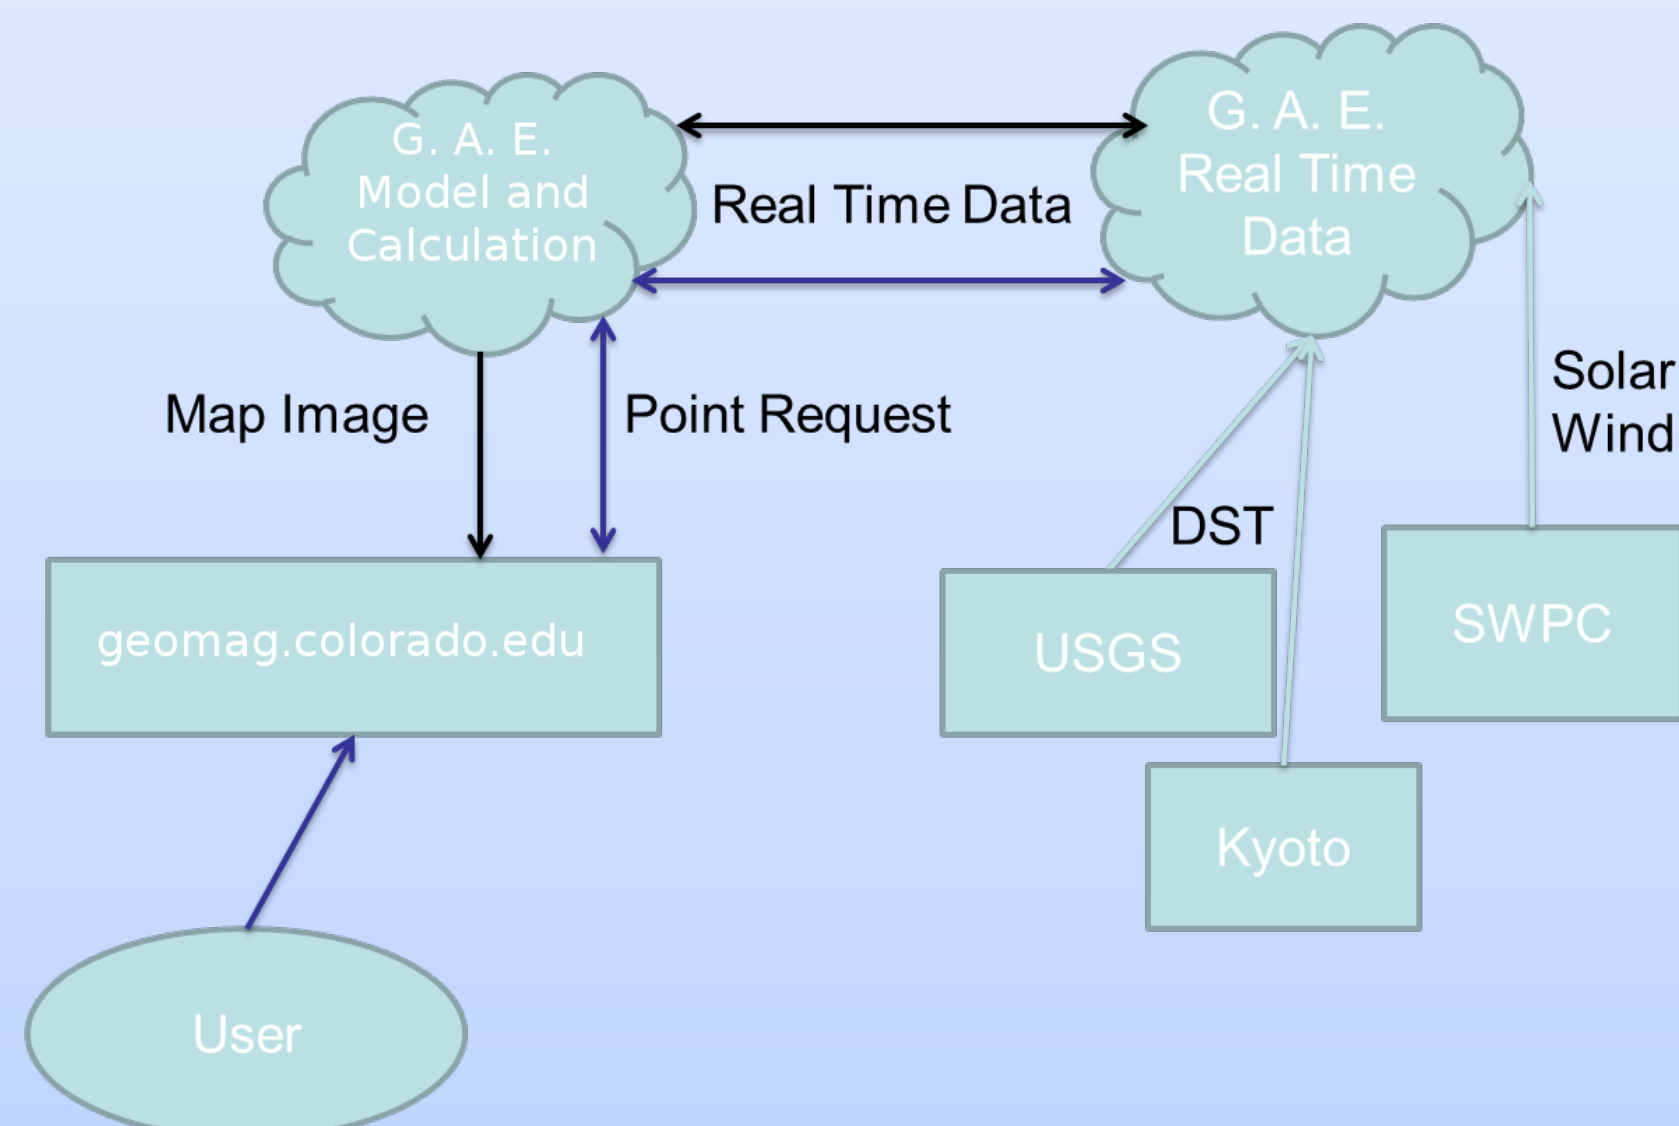 G. A. E.
Model and
Calculation
G. A. E.
Real Time
Data
Real Time Data
Map Image
Point Request
Solar
Wind
DST
geomag.colorado.edu
USGS
SWPC
Kyoto
User